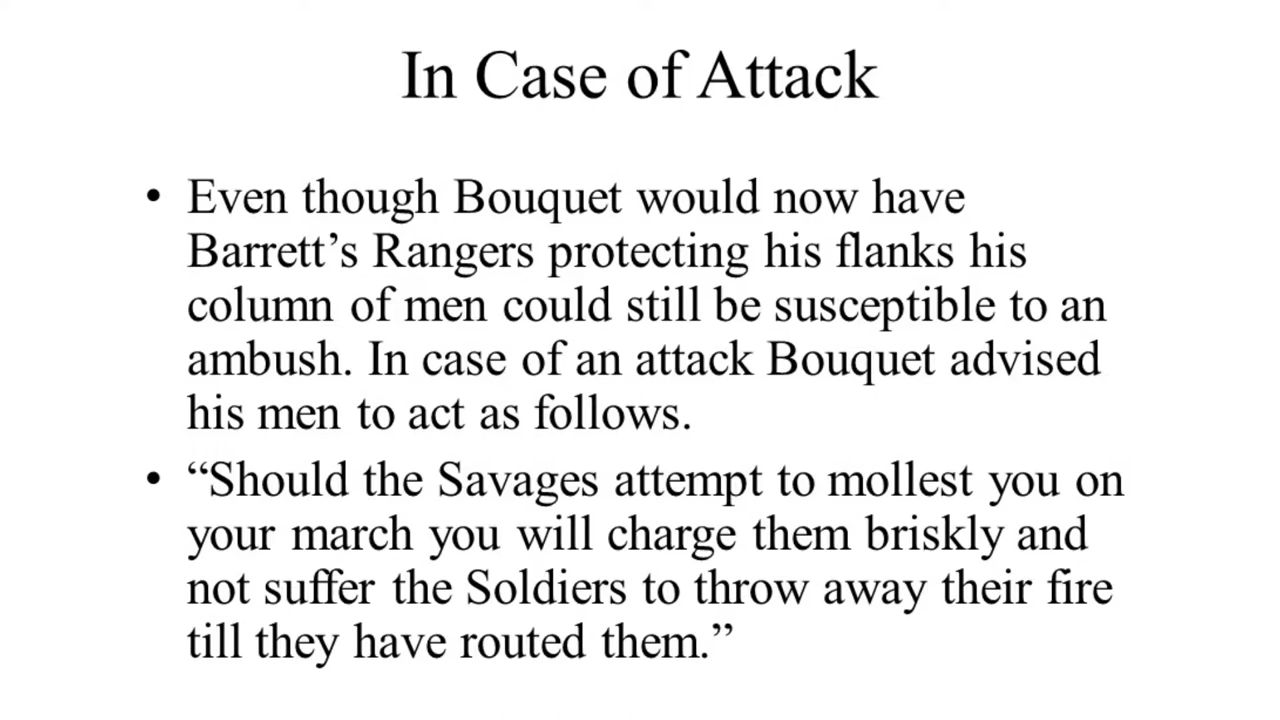 In Case of Attack
• Even though Bouquet would now have
Barrett’s Rangers protecting his flanks his
column of men could still be susceptible to an
ambush. In case of an attack Bouquet advised
his men to act as follows.
• “Should the Savages attempt to mollest you on
your march you will charge them briskly and
not suffer the Soldiers to throw away their fire
till they have routed them.”